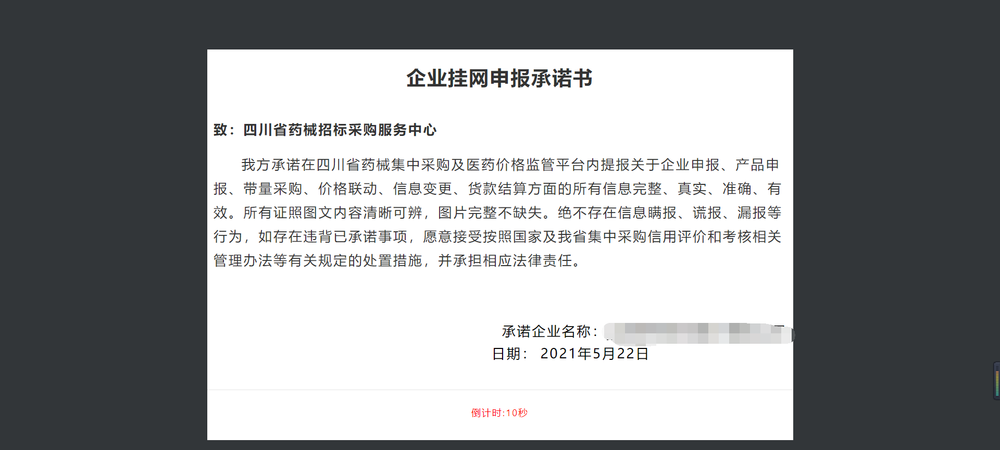 企业挂网申报承诺书
致：四川省药械招标采购服务中心
我方承诺在四川省药械集中采购及医药价格监管平台内提报关于企业申报、产品申
报、带量采购、价格联动、信息变更、货款结算方面的所有信息完整、真实、准确、有
效。所有证照图文内容清晰可辨，图片完整不缺失。绝不存在信息瞒报、谎报、漏报等
行为，如存在违背已承诺事项，愿意接受按照国家及我省集中采购信用评价和考核相关
管理办法等有关规定的处置措施，并承担相应法律责任。
承诺企业名称：
日期： 2021年5月22日
倒计时:10秒